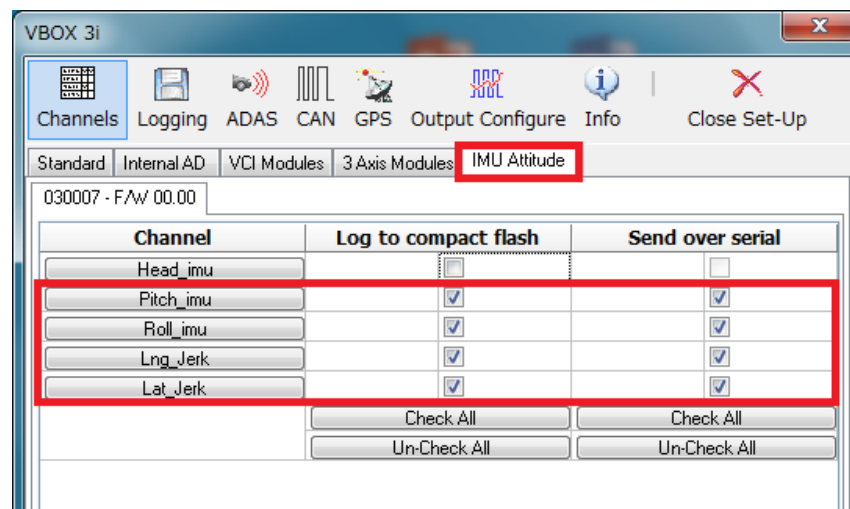 VBOX 3i
Channels Logging ADAS CAN GPS Output Configure Info Close Set-Up
Standard Internal AD VCI Modules 3 Axis Modules IMU Attitude
030007 - F/W 00.00
Channel Log to compact flash Send over serial
Head_imu
Pitch_imu
Roll_imu
Lng_Jerk
Lat_Jerk
Check All Check All
Un-Check All Un-Check All